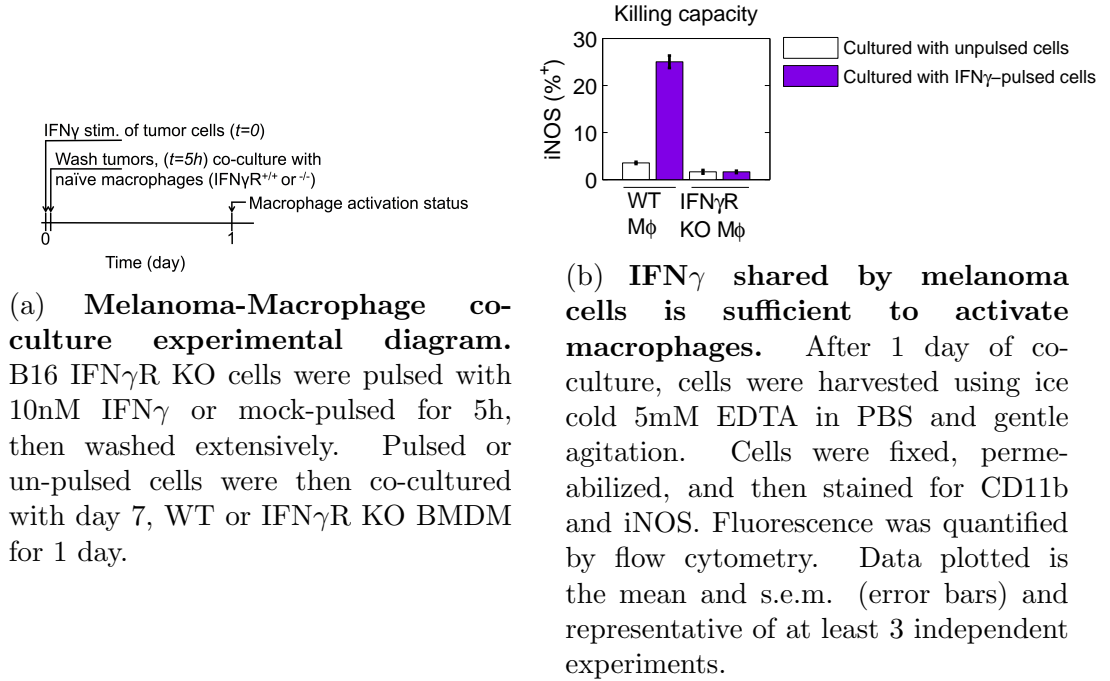 IFNγ stim. of tumor cells (t=0)
Wash tumors, (t=5h) co-culture with
naïve macrophages (IFNγR+/+ or -/-)
Macrophage activation status
0
1
Time (day)
(a) Melanoma-Macrophage co-
culture experimental diagram.
B16 IFNγR KO cells were pulsed with
10nM IFNγ or mock-pulsed for 5h,
then washed extensively. Pulsed or
un-pulsed cells were then co-cultured
with day 7, WT or IFNγR KO BMDM
for 1 day.
Killing capacity
30
20
10
0
iNOS (%+)
WT
Mϕ
IFNγR
KO Mϕ
Cultured with unpulsed cells
Cultured with IFNγ–pulsed cells
(b) IFNγ shared by melanoma
cells is sufficient to activate
macrophages. After 1 day of co-
culture, cells were harvested using ice
cold 5mM EDTA in PBS and gentle
agitation. Cells were fixed, perme-
abilized, and then stained for CD11b
and iNOS. Fluorescence was quantified
by flow cytometry. Data plotted is
the mean and s.e.m. (error bars) and
representative of at least 3 independent
experiments.